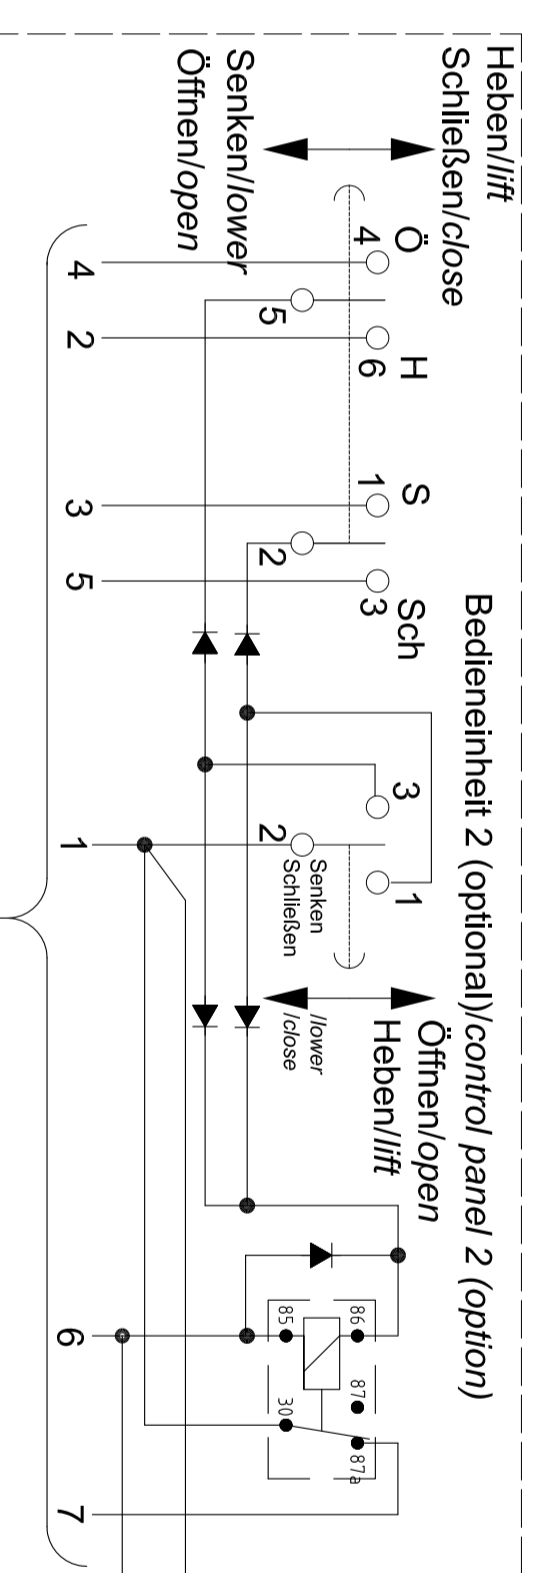 Heben/lift
Schließen/close
Senken/lower
Öffnen/open
Bedieneinheit 2 (optional)/control panel 2 (option)
Ö
H
S
Sch
4
6
1
3
5
2
3
1
2
Senken
Schließen
/lower
/close
Öffnen/open
Heben/lift
86
87
87a
85
30
4
2
3
5
1
6
7